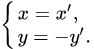 x = x′,
y = −y′.